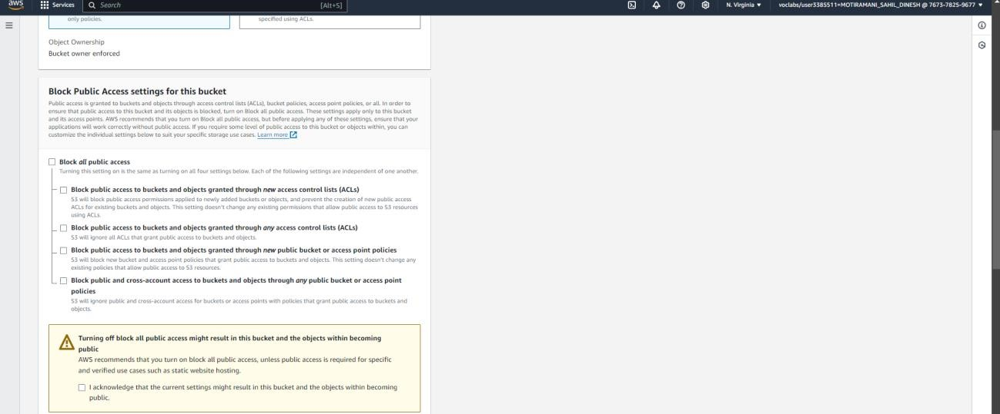 aws
Services
Search
[Alt+S]
N. Virginia
voclabs/user3385511=MOTIRAMANI_SAHIL_DINESH @ 7673-7825-9677
only policies.
specified using ACLs.
Object Ownership
Bucket owner enforced
Block Public Access settings for this bucket
Public access is granted to buckets and objects through access control lists (ACLs), bucket policies, access point policies, or all. In order to
ensure that public access to this bucket and its objects is blocked, turn on Block all public access. These settings apply only to this bucket
and its access points. AWS recommends that you turn on Block all public access, but before applying any of these settings, ensure that your
applications will work correctly without public access. If you require some level of public access to this bucket or objects within, you can
customize the individual settings below to suit your specific storage use cases. Learn more
Block all public access
Turning this setting on is the same as turning on all four settings below. Each of the following settings are independent of one another.
Block public access to buckets and objects granted through new access control lists (ACLs)
S3 will block public access permissions applied to newly added buckets or objects, and prevent the creation of new public access
ACLs for existing buckets and objects. This setting doesn't change any existing permissions that allow public access to S3 resources
using ACLs.
Block public access to buckets and objects granted through any access control lists (ACLs)
S3 will ignore all ACLs that grant public access to buckets and objects.
Block public access to buckets and objects granted through new public bucket or access point policies
S3 will block new bucket and access point policies that grant public access to buckets and objects. This setting doesn't change any
existing policies that allow public access to S3 resources.
Block public and cross-account access to buckets and objects through any public bucket or access point
policies
S3 will ignore public and cross-account access for buckets or access points with policies that grant public access to buckets and
objects.
Turning off block all public access might result in this bucket and the objects within becoming
public
AWS recommends that you turn on block all public access, unless public access is required for specific
and verified use cases such as static website hosting.
I acknowledge that the current settings might result in this bucket and the objects within becoming
public.